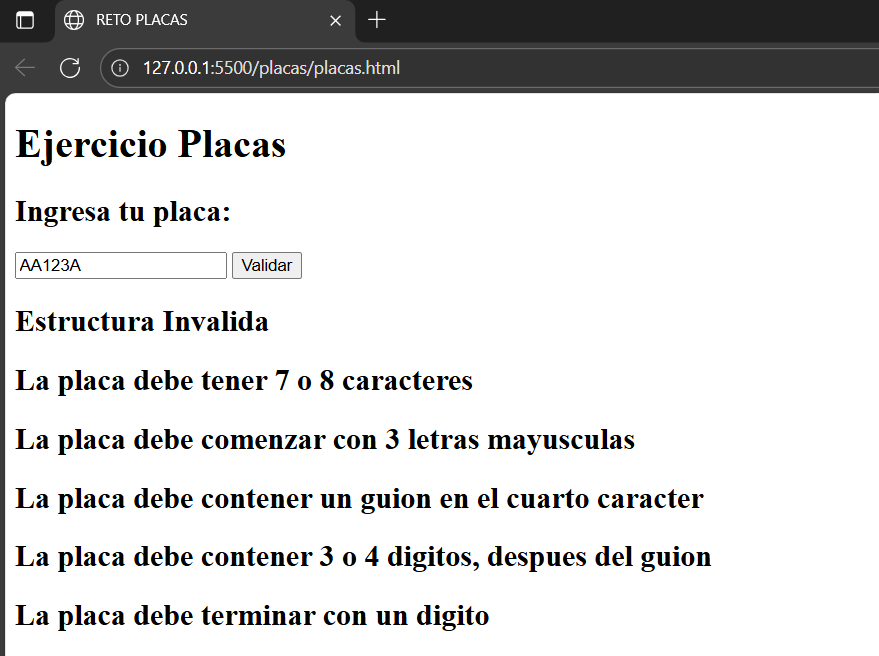 RETO PLACAS
127.0.0.1:5500/placas/placas.html
Ejercicio Placas
Ingresa tu placa:
AA123A Validar
Estructura Invalida
La placa debe tener 7 o 8 caracteres
La placa debe comenzar con 3 letras mayusculas
La placa debe contener un guion en el cuarto caracter
La placa debe contener 3 o 4 digitos, despues del guion
La placa debe terminar con un digito